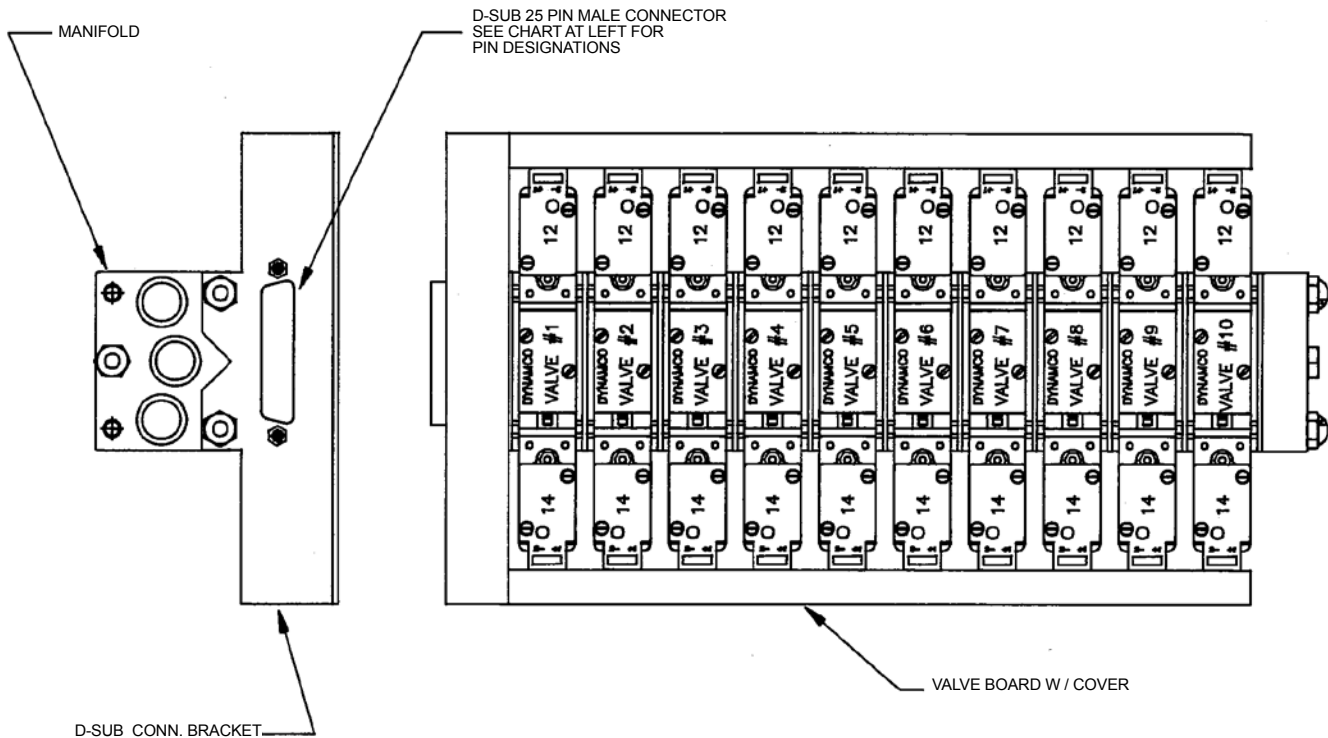 MANIFOLD
D-SUB 25 PIN MALE CONNECTOR
SEE CHART AT LEFT FOR
PIN DESIGNATIONS
12
12
12
12
12
12
12
12
12
12
DYNAMCO
VALVE #1
DYNAMCO
VALVE #2
DYNAMCO
VALVE #3
DYNAMCO
VALVE #4
DYNAMCO
VALVE #5
DYNAMCO
VALVE #6
DYNAMCO
VALVE #7
DYNAMCO
VALVE #8
DYNAMCO
VALVE #9
DYNAMCO
VALVE #10
14
14
14
14
14
14
14
14
14
14
VALVE BOARD W / COVER
D-SUB CONN. BRACKET